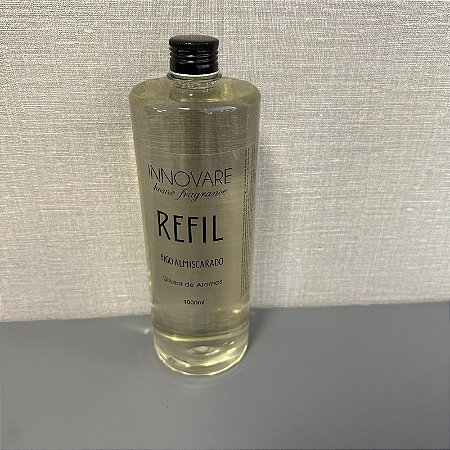 INNOVARE
home fragrance
REFIL
FIGO ALMISCARADO
Difusor de Aromas
1000ml